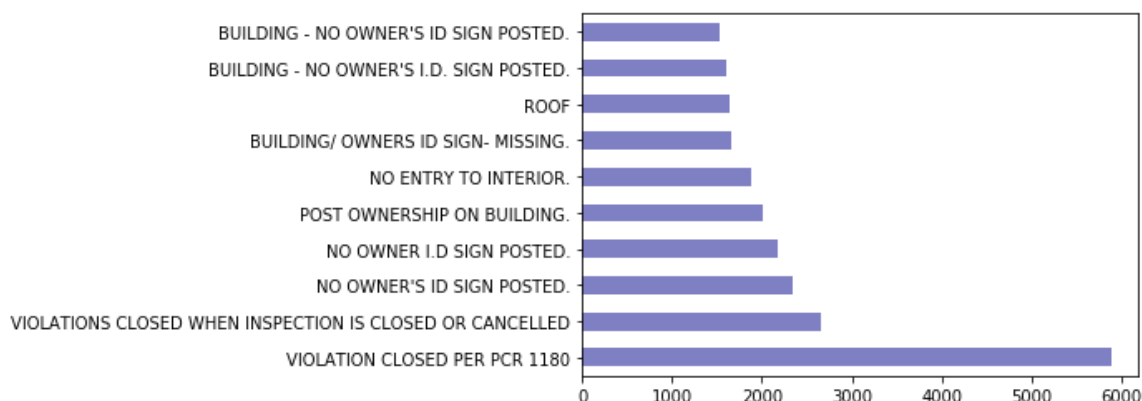 BUILDING - NO OWNER'S ID SIGN POSTED.
BUILDING - NO OWNER'S I.D. SIGN POSTED.
ROOF
BUILDING/ OWNERS ID SIGN- MISSING.
NO ENTRY TO INTERIOR.
POST OWNERSHIP ON BUILDING.
NO OWNER I.D SIGN POSTED.
NO OWNER'S ID SIGN POSTED.
VIOLATIONS CLOSED WHEN INSPECTION IS CLOSED OR CANCELLED
VIOLATION CLOSED PER PCR 1180
0 1000 2000 3000 4000 5000 6000